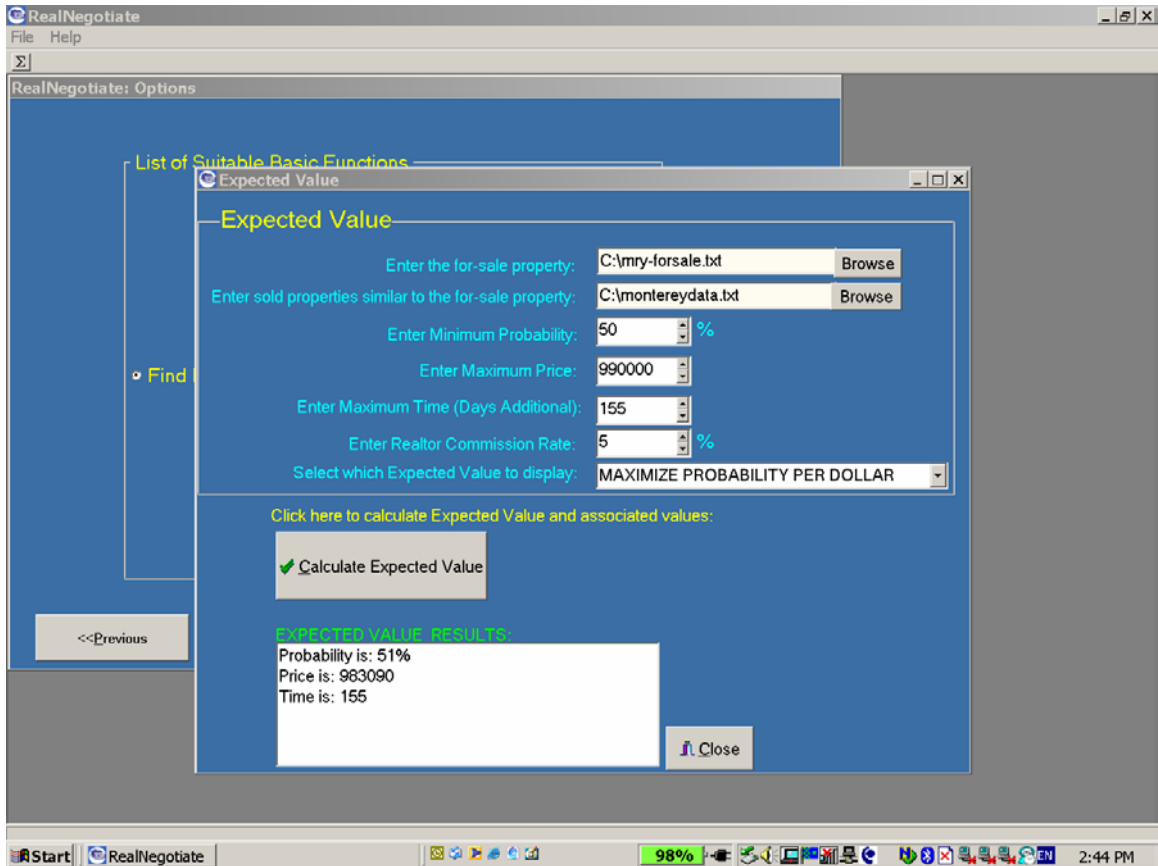 RealNegotiate
File Help
Σ
RealNegotiate: Options
List of Suitable Basic Functions
Expected Value
Expected Value
Enter the for-sale property: C:\mry-forsale.txt Browse
Enter sold properties similar to the for-sale property: C:\montereydata.txt Browse
Enter Minimum Probability: 50 %
Enter Maximum Price: 990000
Find
Enter Maximum Time (Days Additional): 155
Enter Realtor Commission Rate: 5 %
Select which Expected Value to display: MAXIMIZE PROBABILITY PER DOLLAR
Click here to calculate Expected Value and associated values:
Calculate Expected Value
<<Previous
EXPECTED VALUE RESULTS:
Probability is: 51%
Price is: 983090
Time is: 155
Close
Start RealNegotiate 98% EN 2:44 PM